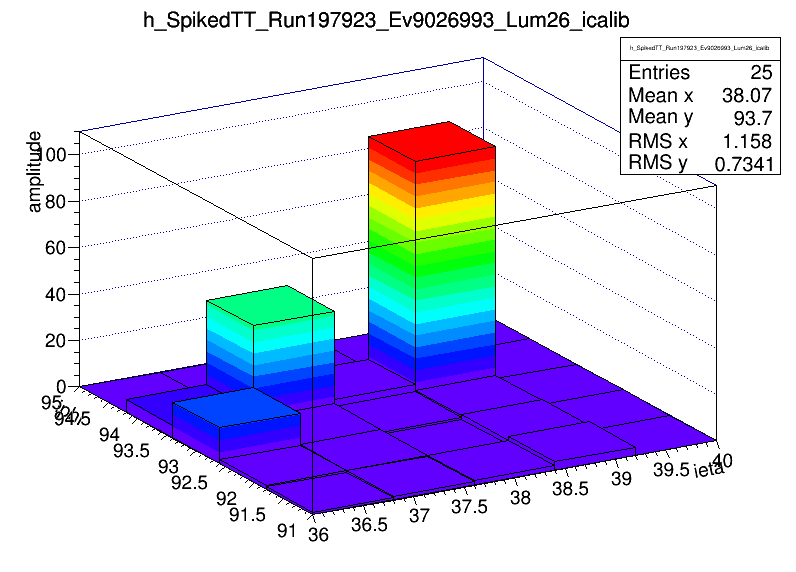 h_SpikedTT_Run197923_Ev9026993_Lum26_icalib
h_SpikedTT_Run197923_Ev9026993_Lum26_icalib
Entries 25
Mean x 38.07
Mean y 93.7
RMS x 1.158
RMS y 0.7341
amplitude
00
80
60
40
20
0
95
94.5
94
93.5
93
92.5
92
91.5
91
36
36.5
37
37.5
38
38.5
39
39.5
40
ieta